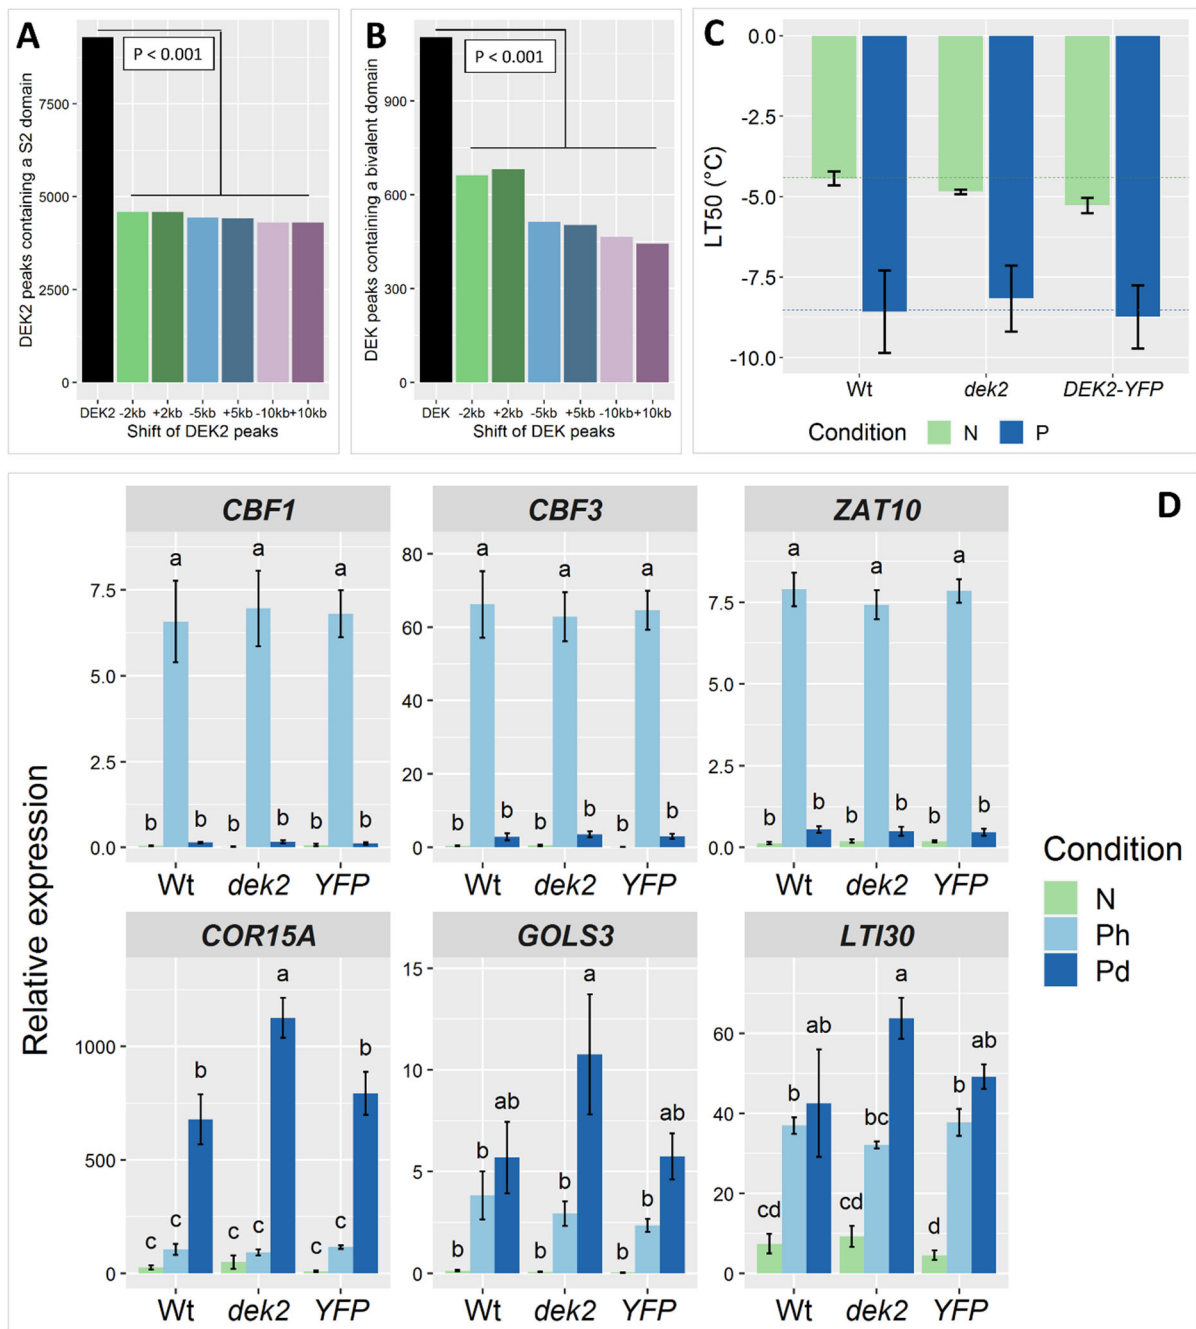 A
P < 0.001
DEK2 peaks containing a S2 domain
7500
5000
2500
0
DEK2 -2kb +2kb -5kb +5kb -10kb +10kb
Shift of DEK2 peaks
B
P < 0.001
DEK peaks containing a bivalent domain
900
600
300
0
DEK -2kb +2kb -5kb +5kb -10kb +10kb
Shift of DEK peaks
C
LT50 (°C)
0.0
-2.5
-5.0
-7.5
-10.0
Wt dek2 DEK2-YFP
Condition N P
D
Relative expression
CBF1
7.5
5.0
2.5
0.0
a a a
b b b b b b
Wt dek2 YFP
CBF3
80
60
40
20
0
a a a
b b b b b b
Wt dek2 YFP
ZAT10
7.5
5.0
2.5
0.0
a a a
b b b b b b
Wt dek2 YFP
COR15A
1000
500
0
c c b c c a c c b
Wt dek2 YFP
GOLS3
15
10
5
0
b b ab b b a b b ab
Wt dek2 YFP
LTI30
60
40
20
0
cd b ab cd bc a d b ab
Wt dek2 YFP
Condition
N
Ph
Pd